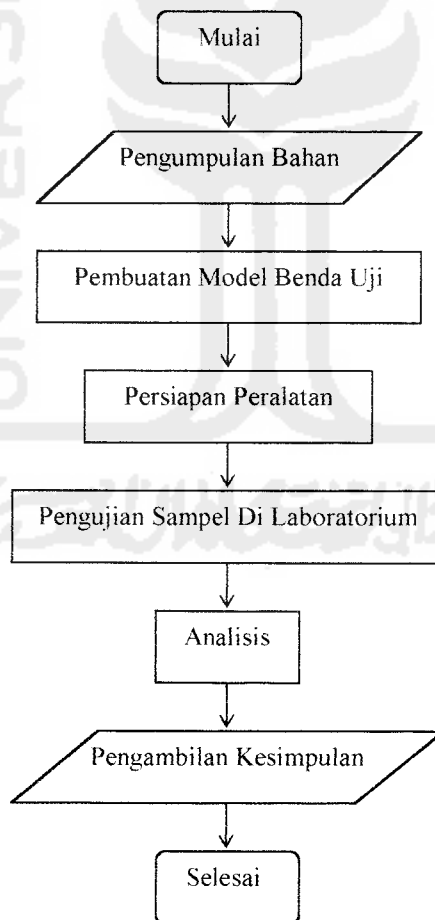 Mulai
Pengumpulan Bahan
Pembuatan Model Benda Uji
Persiapan Peralatan
Pengujian Sampel Di Laboratorium
Analisis
Pengambilan Kesimpulan
Selesai